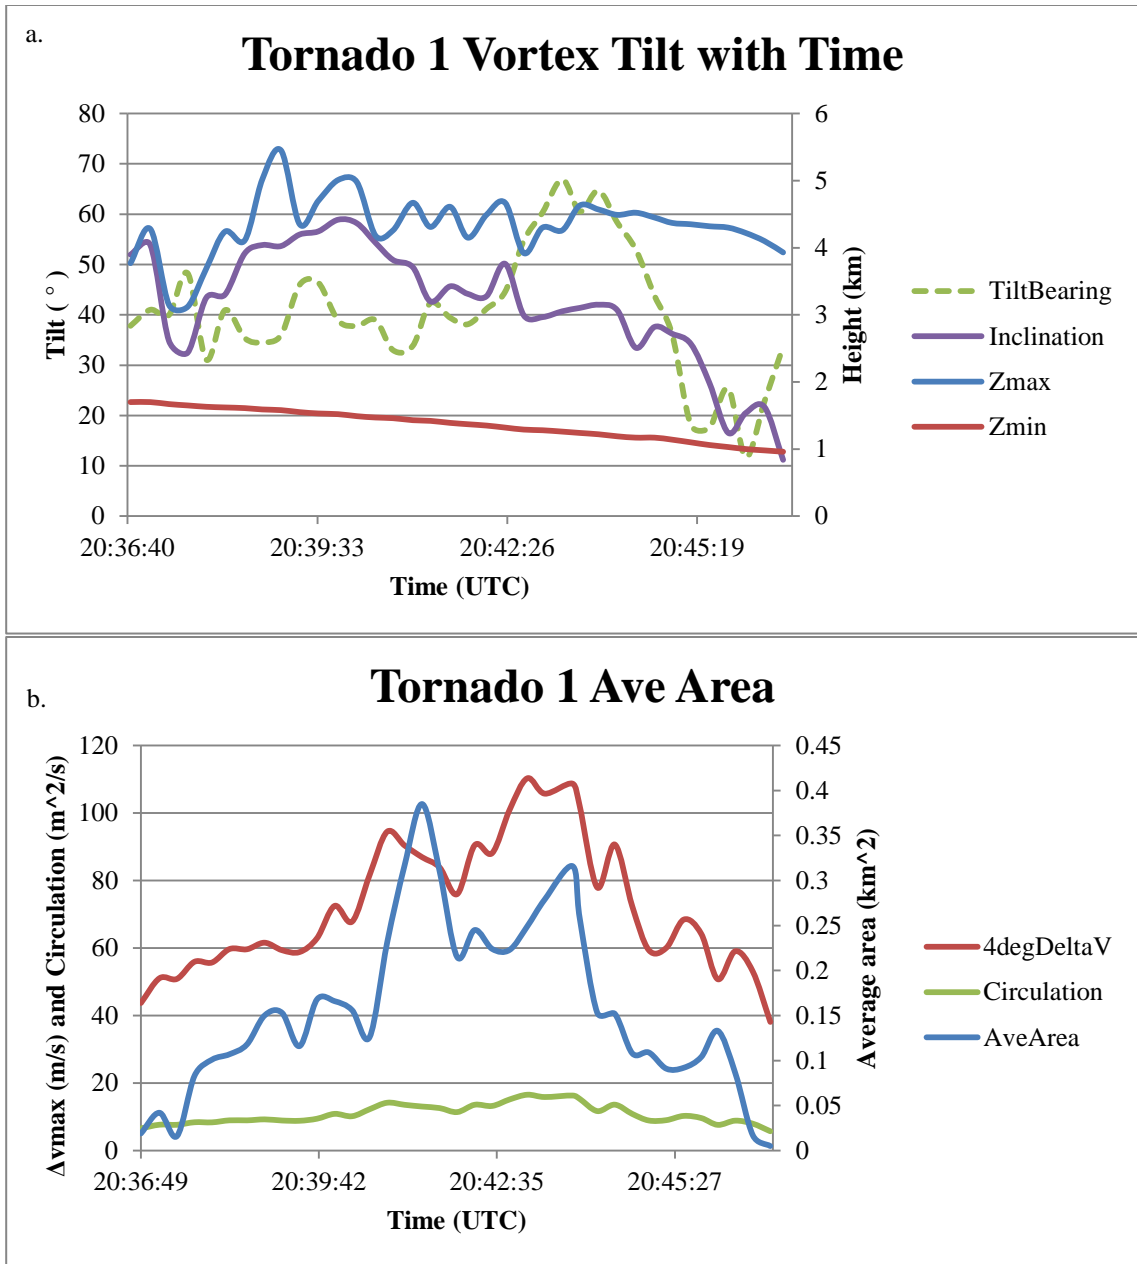 a.
Tornado 1 Vortex Tilt with Time
80
70
60
50
40
30
20
10
0
Tilt ( ° )
6
5
4
3
2
1
0
Height (km)
20:36:40
20:39:33
20:42:26
20:45:19
Time (UTC)
TiltBearing
Inclination
Zmax
Zmin
b.
Tornado 1 Ave Area
120
100
80
60
40
20
0
Δvmax (m/s) and Circulation (m^2/s)
0.45
0.4
0.35
0.3
0.25
0.2
0.15
0.1
0.05
0
Average area (km^2)
20:36:49
20:39:42
20:42:35
20:45:27
Time (UTC)
4degDeltaV
Circulation
AveArea